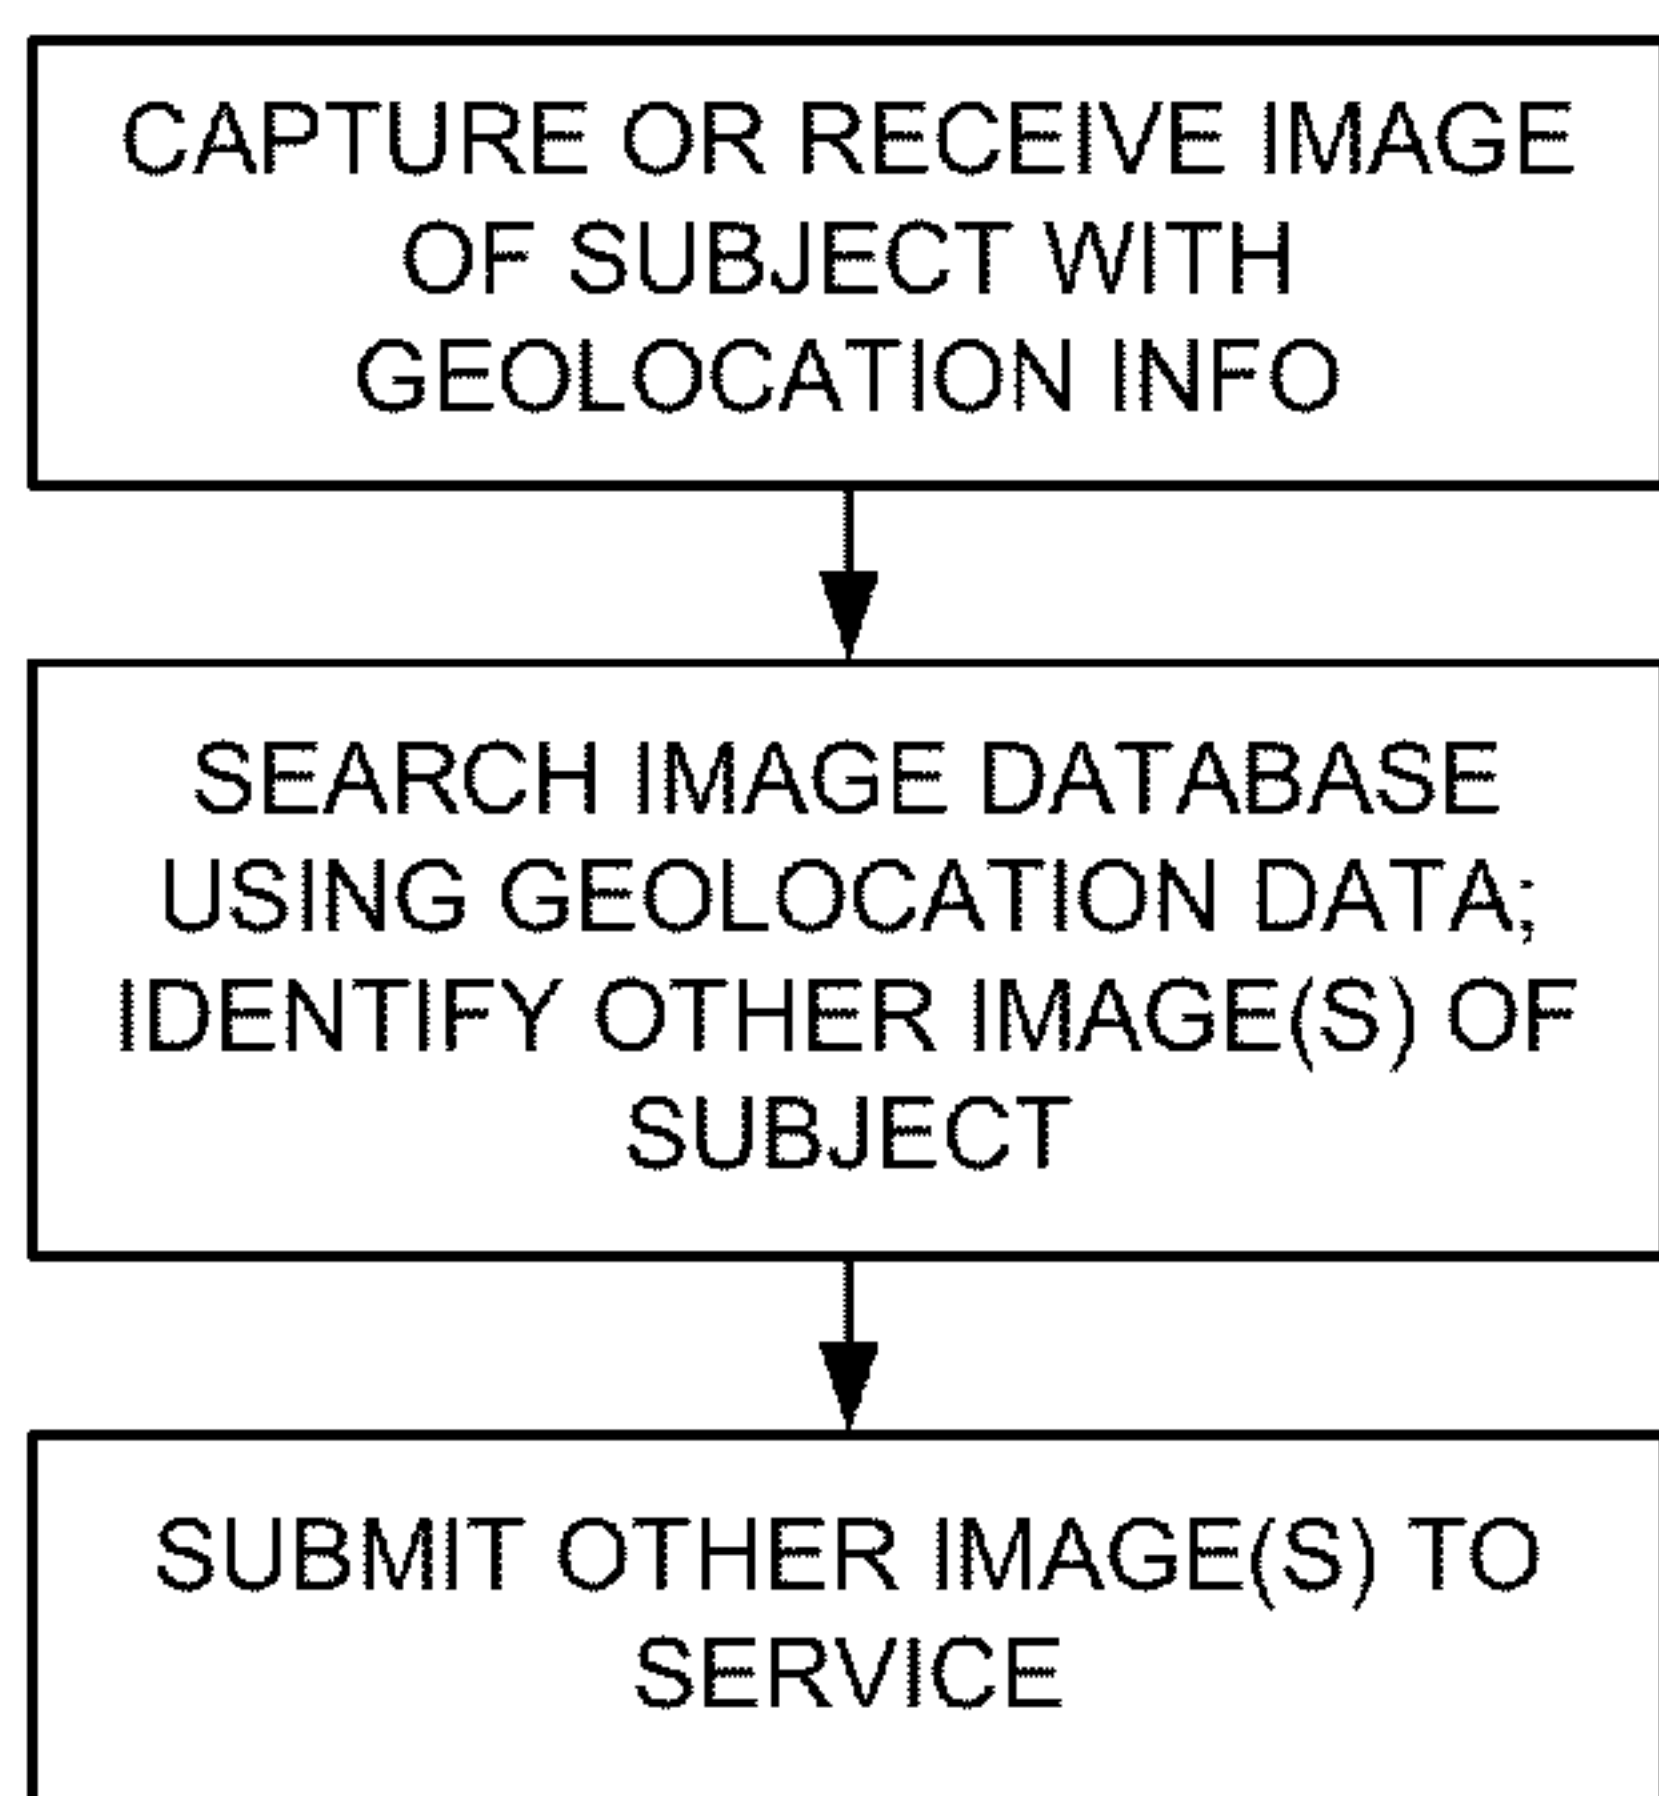 CAPTURE OR RECEIVE IMAGE
OF SUBJECT WITH
GEOLOCATION INFO
SEARCH IMAGE DATABASE
USING GEOLOCATION DATA;
IDENTIFY OTHER IMAGE(S) OF
SUBJECT
SUBMIT OTHER IMAGE(S) TO
SERVICE